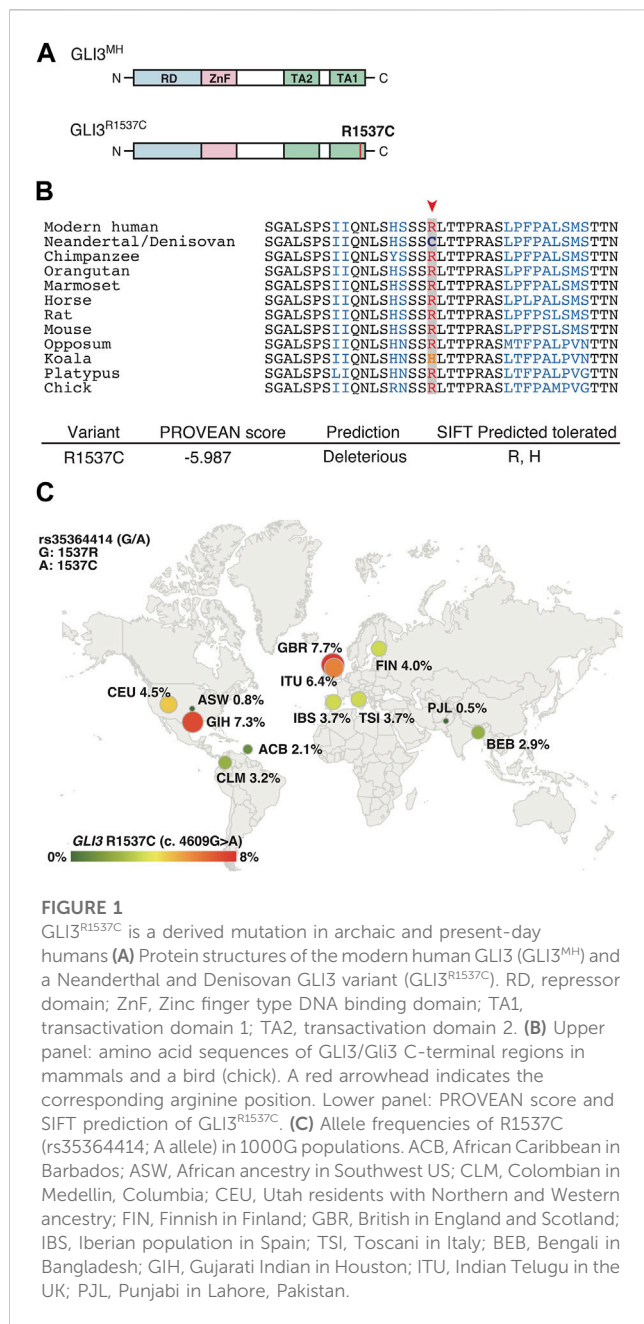 A
GLI3MH
N RD ZnF TA2 TA1 C
GLI3R1537C
R1537C
N C
B
Modern human SGALSPSIIQNLSHSSSRLTTPRASLPFPALSMSTTN
Neandertal/Denisovan SGALSPSIIQNLSHSSSCLTTPRASLPFPALSMSTTN
Chimpanzee SGALSPSIIQNLSYSSSRLTTPRASLPFPALSMSTTN
Orangutan SGALSPSIIQNLSHSSSRLTTPRASLPFPALSMSTTN
Marmoset SGALSPSIIQNLSHSSSRLTTPRASLPFPALSMSTTN
Horse SGALSPSIIQNLSHSSSRLTTPRASLPLPALSMSTTN
Rat SGALSPSIIQNLSHSSSRLTTPRASLPFPSLSMSTTN
Mouse SGALSPSIIQNLSHSSSRLTTPRASLPFPSLSMSTTN
Opposum SGALSPSIIQNLSHNSSRLTTPRASMTFPALPVNTTN
Koala SGALSPSIIQNLSHNSSHLTTPRASLTFPALPVNTTN
Platypus SGALSPSLIQNLSHNSSRLTTPRASLTFPALPVGTTN
Chick SGALSPSIIQNLSHNSSRLTTPRASLTFPAMPVGTTN
Variant PROVEAN score Prediction SIFT Predicted tolerated
R1537C -5.987 Deleterious R, H
C
rs35364414 (G/A)
G: 1537R
A: 1537C
GBR 7.7%
FIN 4.0%
ITU 6.4%
CEU 4.5%
ASW 0.8%
IBS 3.7%
TSI 3.7%
PJL 0.5%
GIH 7.3%
BEB 2.9%
ACB 2.1%
CLM 3.2%
GLI3 R1537C (c. 4609G>A)
0% 8%
FIGURE 1
GLI3R1537C is a derived mutation in archaic and present-day
humans (A) Protein structures of the modern human GLI3 (GLI3MH) and
a Neanderthal and Denisovan GLI3 variant (GLI3R1537C). RD, repressor
domain; ZnF, Zinc finger type DNA binding domain; TA1,
transactivation domain 1; TA2, transactivation domain 2. (B) Upper
panel: amino acid sequences of GLI3/Gli3 C-terminal regions in
mammals and a bird (chick). A red arrowhead indicates the
corresponding arginine position. Lower panel: PROVEAN score and
SIFT prediction of GLI3R1537C. (C) Allele frequencies of R1537C
(rs35364414; A allele) in 1000G populations. ACB, African Caribbean in
Barbados; ASW, African ancestry in Southwest US; CLM, Colombian in
Medellin, Columbia; CEU, Utah residents with Northern and Western
ancestry; FIN, Finnish in Finland; GBR, British in England and Scotland;
IBS, Iberian population in Spain; TSI, Toscani in Italy; BEB, Bengali in
Bangladesh; GIH, Gujarati Indian in Houston; ITU, Indian Telugu in the
UK; PJL, Punjabi in Lahore, Pakistan.